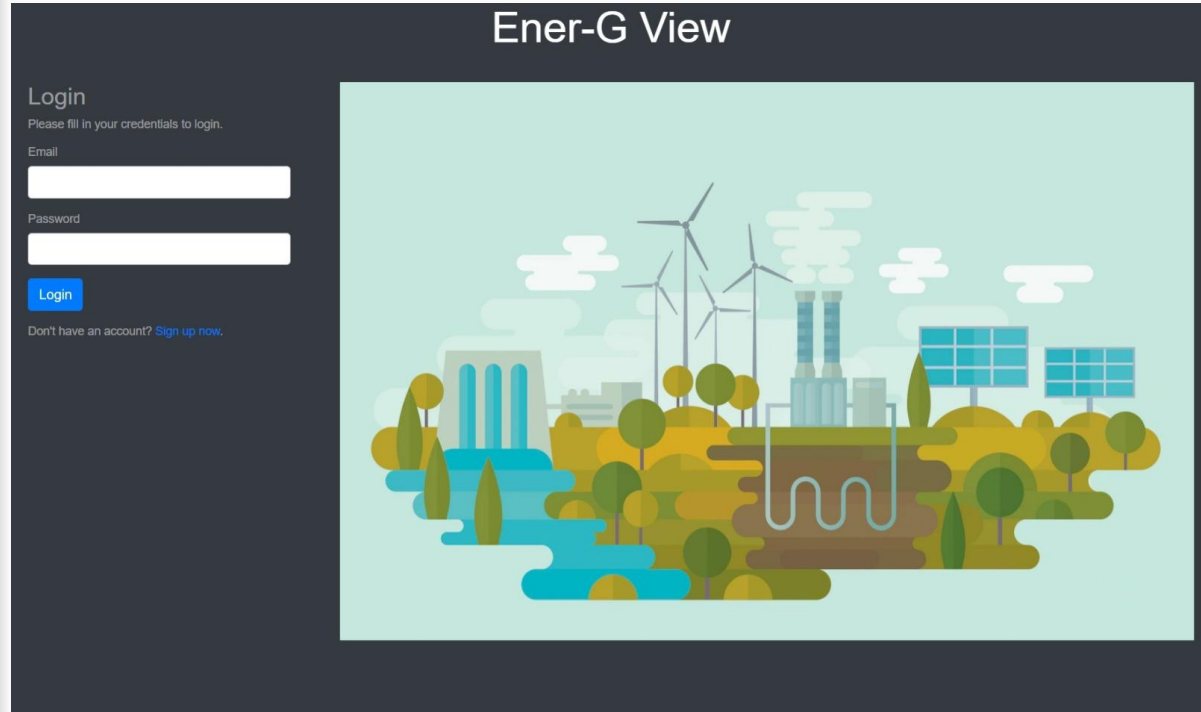 Ener-G View
Login
Please fill in your credentials to login.
Email
Password
Login
Don't have an account? Sign up now.